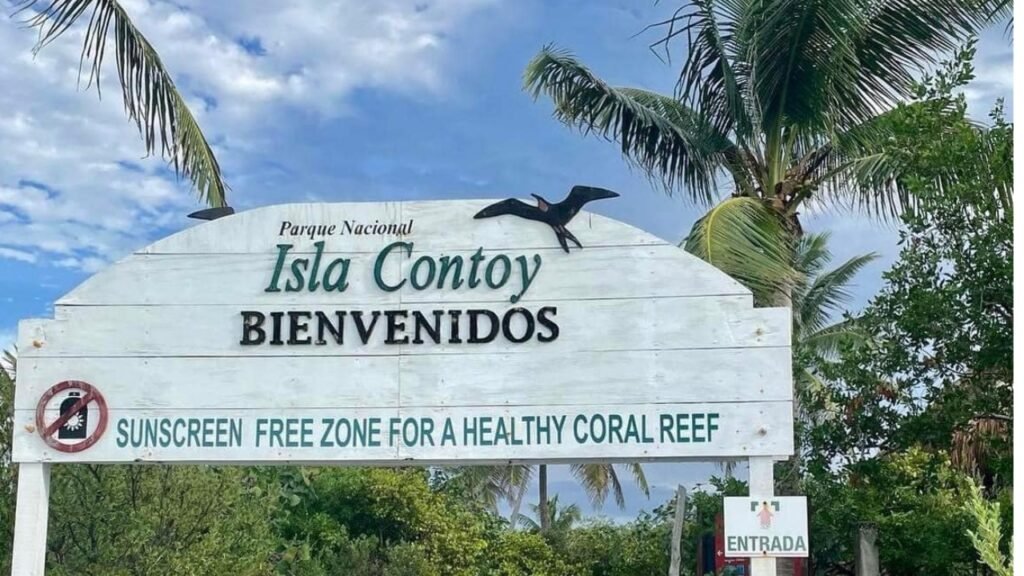 Parque Nacional
Isla Contoy
BIENVENIDOS
SUNSCREEN FREE ZONE FOR A HEALTHY CORAL REEF
ENTRADA